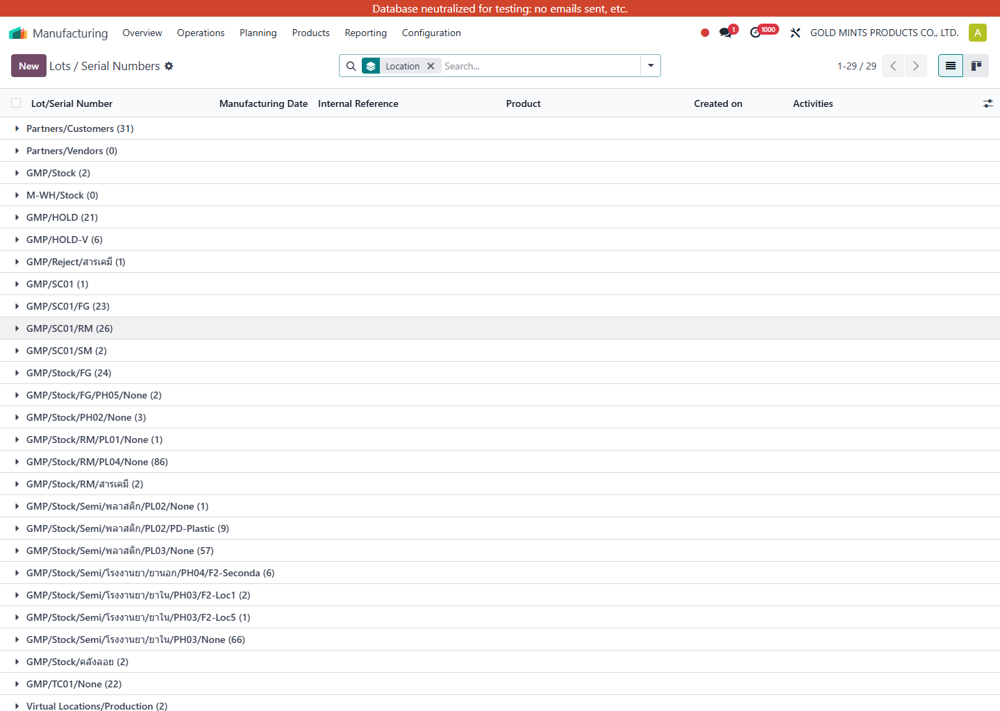 Database neutralized for testing: no emails sent, etc.
Manufacturing Overview Operations Planning Products Reporting Configuration 1 1000 GOLD MINTS PRODUCTS CO., LTD. A
New Lots / Serial Numbers Location Search... 1-29 / 29
Lot/Serial Number Manufacturing Date Internal Reference Product Created on Activities
Partners/Customers (31)
Partners/Vendors (0)
GMP/Stock (2)
M-WH/Stock (0)
GMP/HOLD (21)
GMP/HOLD-V (6)
GMP/Reject/สารเคมี (1)
GMP/SC01 (1)
GMP/SC01/FG (23)
GMP/SC01/RM (26)
GMP/SC01/SM (2)
GMP/Stock/FG (24)
GMP/Stock/FG/PH05/None (2)
GMP/Stock/PH02/None (3)
GMP/Stock/RM/PL01/None (1)
GMP/Stock/RM/PL04/None (86)
GMP/Stock/RM/สารเคมี (2)
GMP/Stock/Semi/พลาสติก/PL02/None (1)
GMP/Stock/Semi/พลาสติก/PL02/PD-Plastic (9)
GMP/Stock/Semi/พลาสติก/PL03/None (57)
GMP/Stock/Semi/โรงงานยา/ยานอก/PH04/F2-Seconda (6)
GMP/Stock/Semi/โรงงานยา/ยาใน/PH03/F2-Loc1 (2)
GMP/Stock/Semi/โรงงานยา/ยาใน/PH03/F2-Loc5 (1)
GMP/Stock/Semi/โรงงานยา/ยาใน/PH03/None (66)
GMP/Stock/คลังลอย (2)
GMP/TC01/None (22)
Virtual Locations/Production (2)